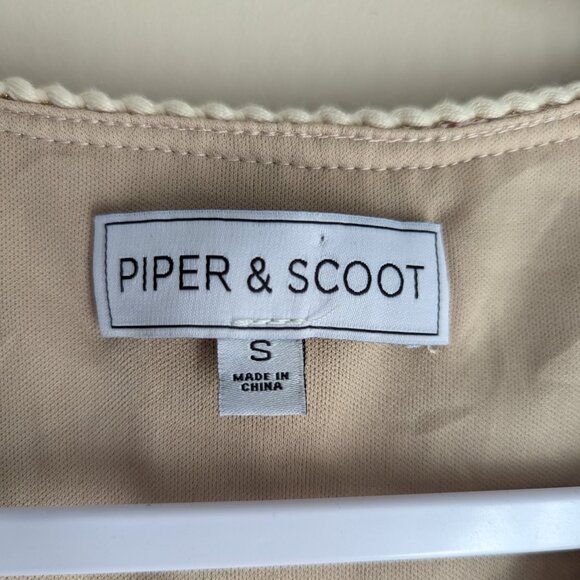 PIPER & SCOOT
S
MADE IN
CHINA